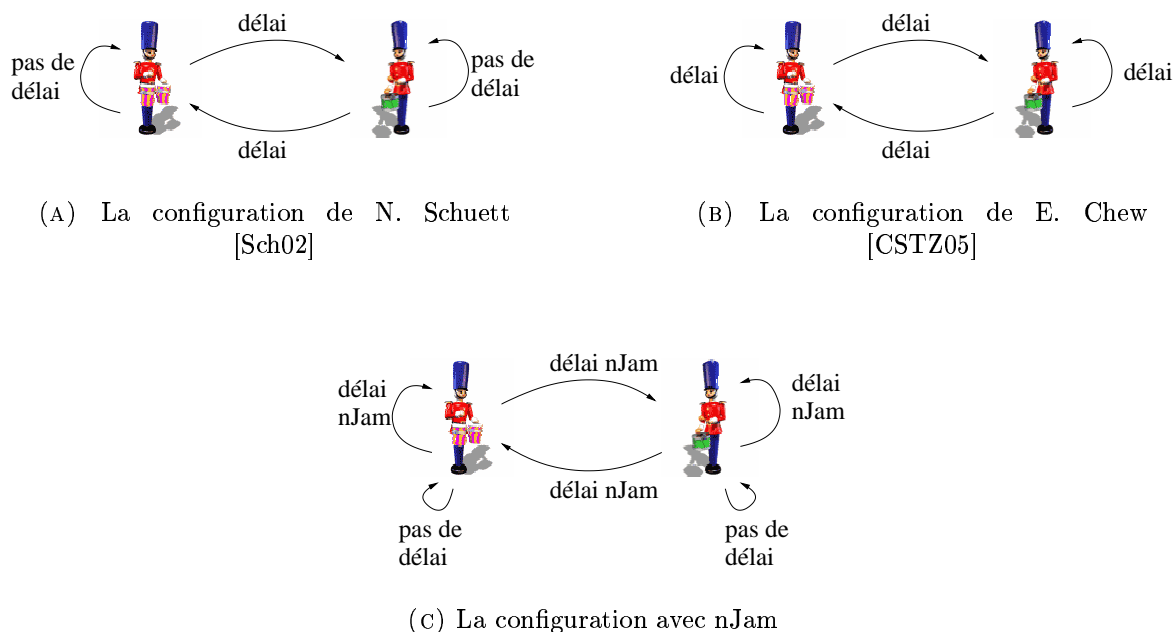 délai
pas de
délai
pas de
délai
délai
(A) La configuration de N. Schuett
[Sch02]
délai
délai
délai
délai
(B) La configuration de E. Chew
[CSTZ05]
délai nJam
délai
nJam
délai
nJam
délai nJam
pas de
délai
pas de
délai
(C) La configuration avec nJam